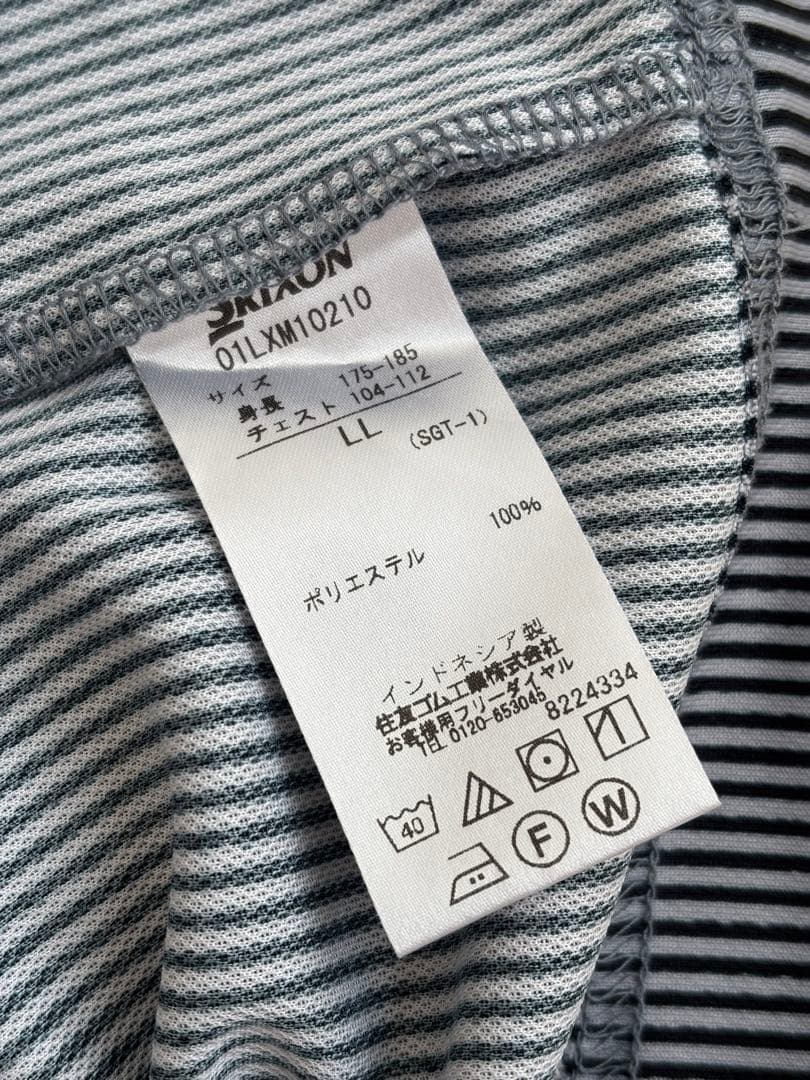 SRIXON
01LXM10210
サイズ
身長 175-185
チェスト 104-112
LL (SGT-1)
100%
ポリエステル
インドネシア製
住友ゴム工業株式会社
お客様用フリーダイヤル
TEL 0120-653045
8224334
40
F W